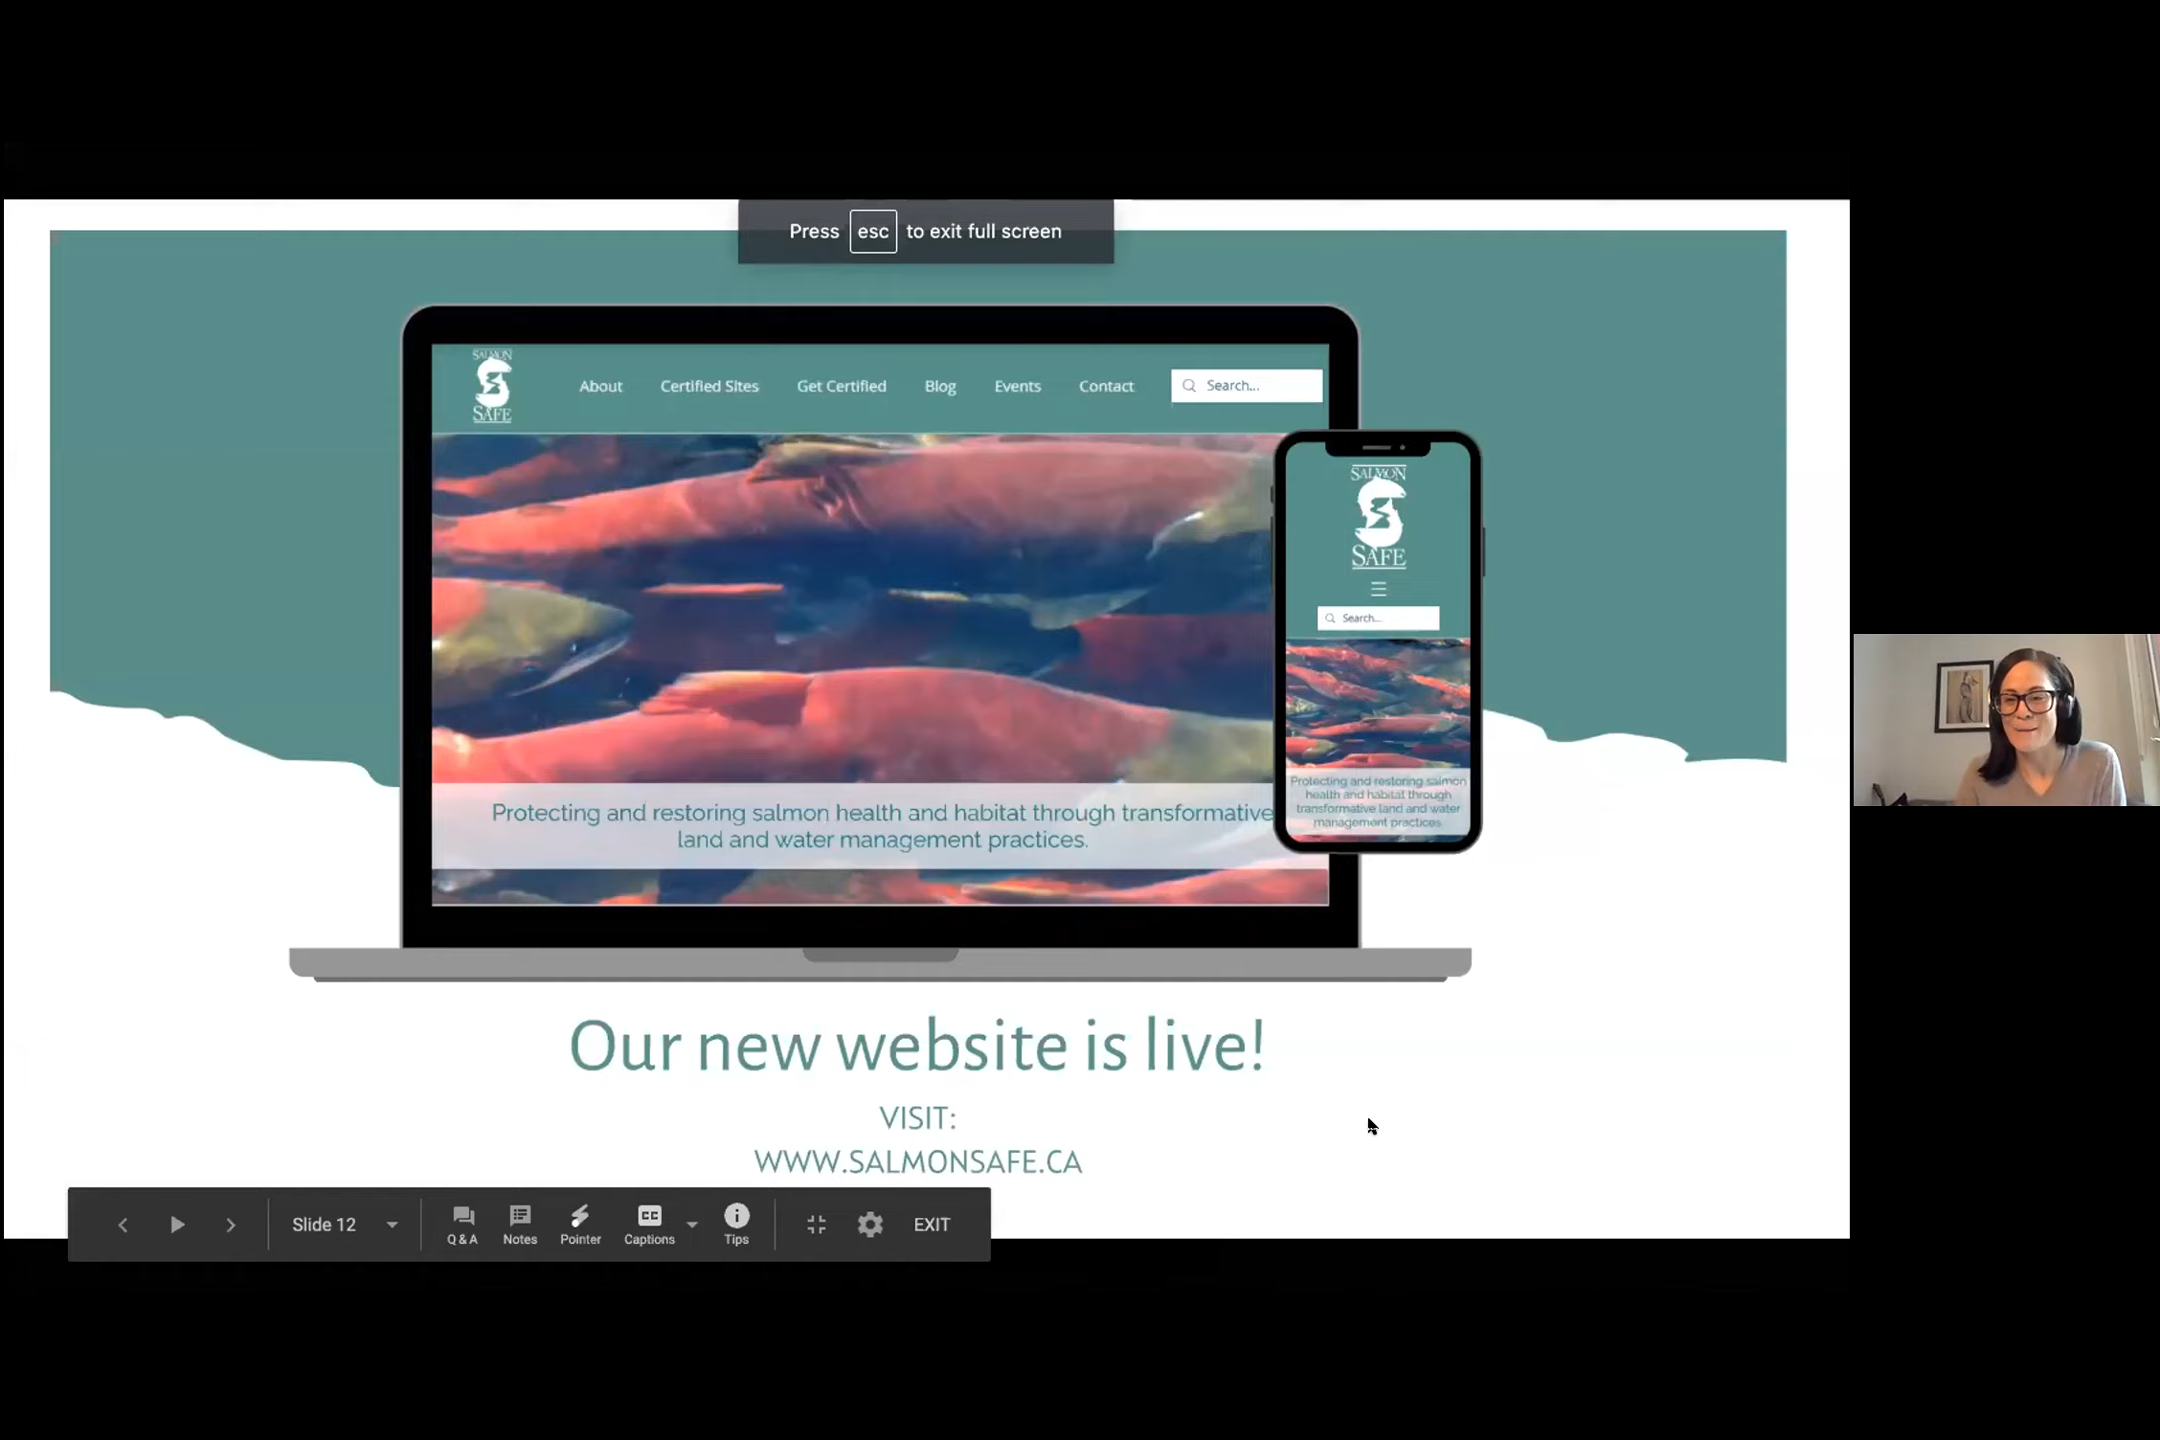 Press esc to exit full screen
SALMON
SAFE
About Certified Sites Get Certified Blog Events Contact Search...
SALMON
SAFE
Search...
Protecting and restoring salmon health and habitat through transformative
land and water management practices.
Protecting and restoring salmon
health and habitat through
transformative land and water
management practices.
Our new website is live!
VISIT:
WWW.SALMONSAFE.CA
Slide 12 Q & A Notes Pointer CC Captions Tips EXIT